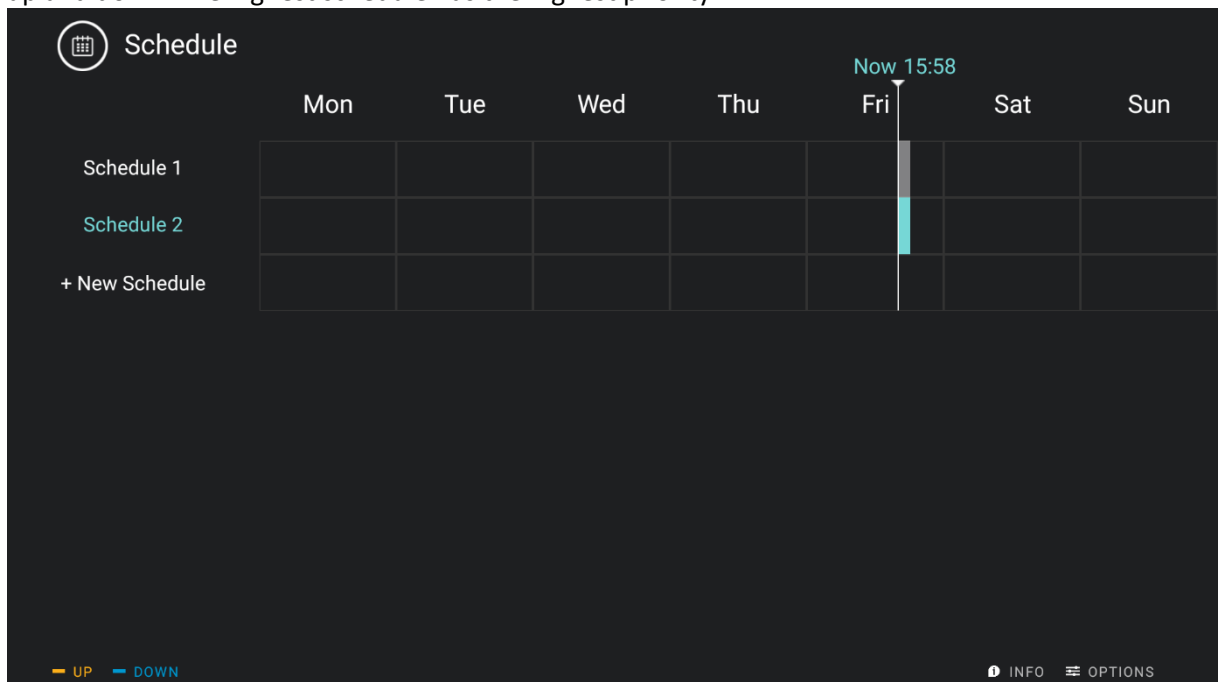 Schedule
Now 15:58
Mon Tue Wed Thu Fri Sat Sun
Schedule 1
Schedule 2
+ New Schedule
UP DOWN INFO OPTIONS